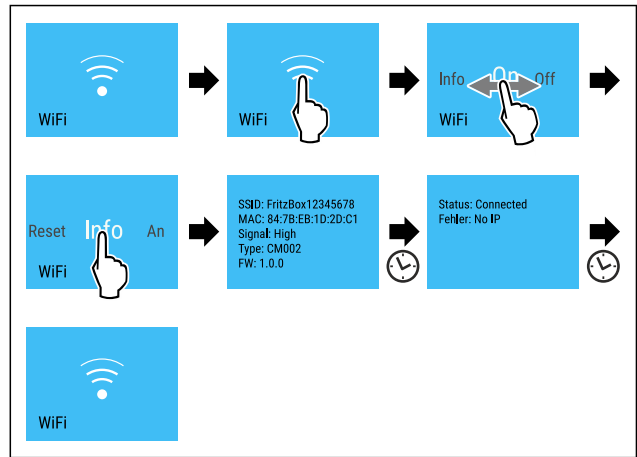 WiFi
WiFi
Info On Off
WiFi
Reset Info An
WiFi
SSID: FritzBox12345678
MAC: 84:7B:EB:1D:2D:C1
Signal: High
Type: CM002
FW: 1.0.0
Status: Connected
Fehler: No IP
WiFi